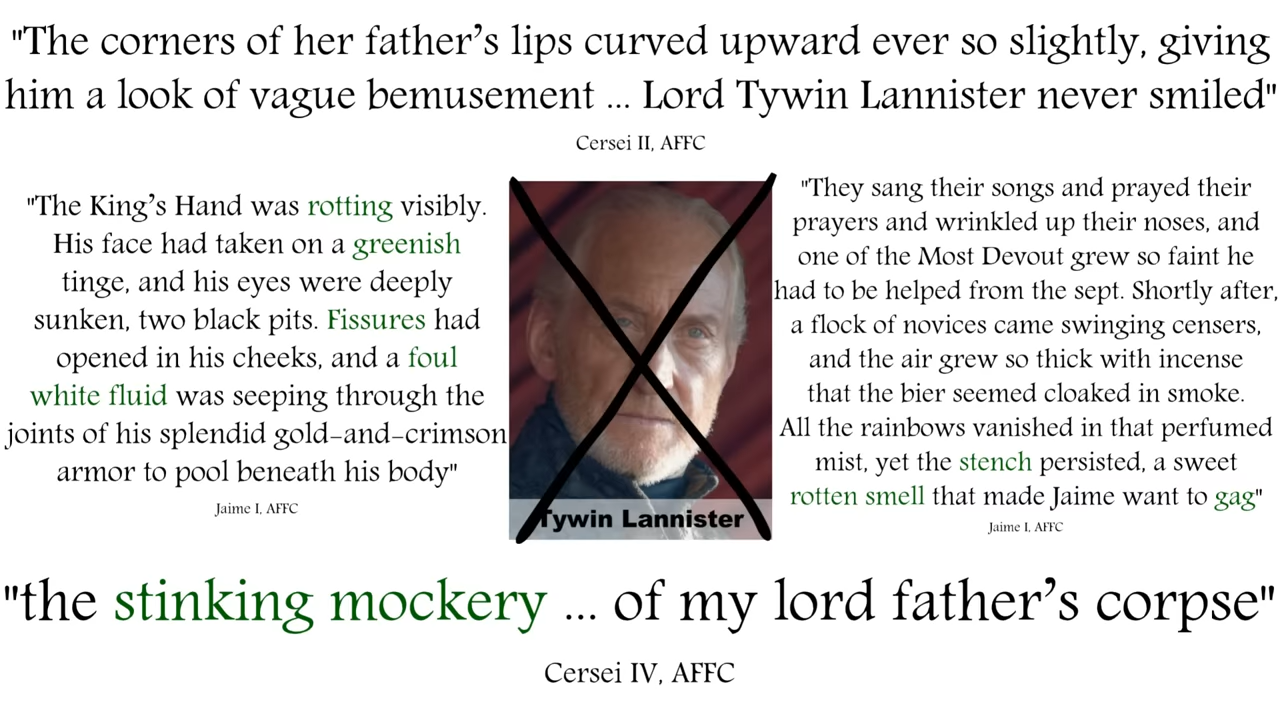 "The corners of her father’s lips curved upward ever so slightly, giving
him a look of vague bemusement ... Lord Tywin Lannister never smiled"
Cersei II, AFFC
"The King’s Hand was rotting visibly.
His face had taken on a greenish
tinge, and his eyes were deeply
sunken, two black pits. Fissures had
opened in his cheeks, and a foul
white fluid was seeping through the
joints of his splendid gold-and-crimson
armor to pool beneath his body"
Jaime I, AFFC
Tywin Lannister
"They sang their songs and prayed their
prayers and wrinkled up their noses, and
one of the Most Devout grew so faint he
had to be helped from the sept. Shortly after,
a flock of novices came swinging censers,
and the air grew so thick with incense
that the bier seemed cloaked in smoke.
All the rainbows vanished in that perfumed
mist, yet the stench persisted, a sweet
rotten smell that made Jaime want to gag"
Jaime I, AFFC
"the stinking mockery ... of my lord father’s corpse"
Cersei IV, AFFC